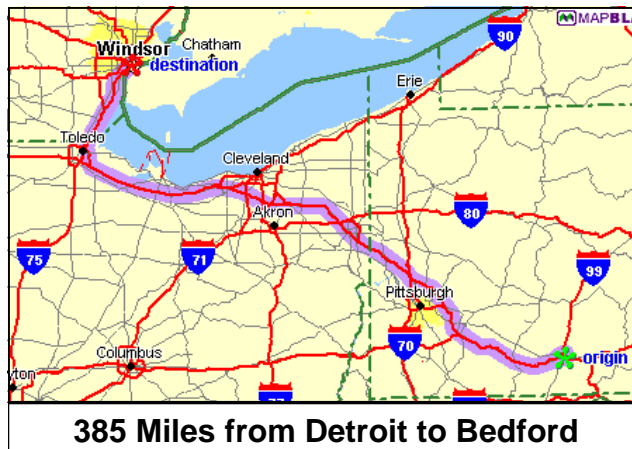 MAPBLA
90
Windsor
Chatham
destination
Erie
Toledo
Cleveland
Akron
80
75
71
99
Pittsburgh
70
Columbus
origin
yton
385 Miles from Detroit to Bedford